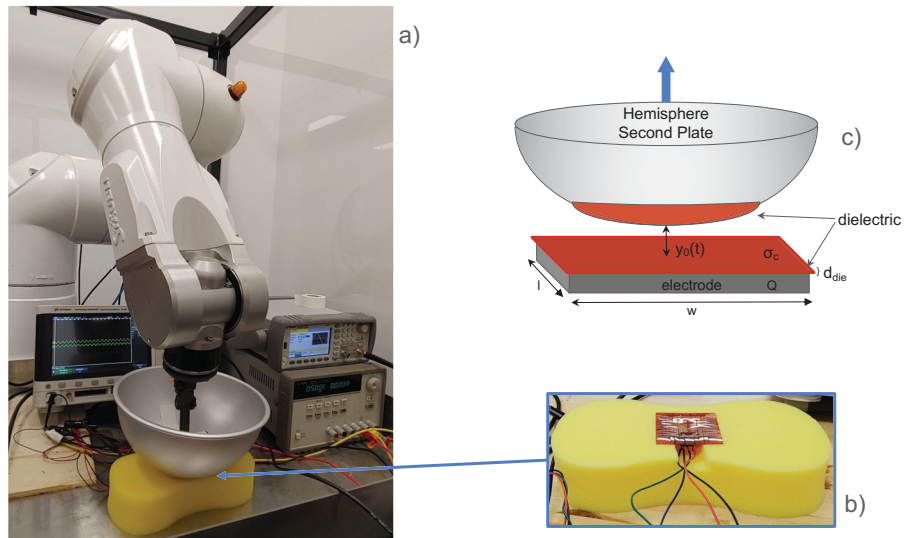 a)
Hemisphere
Second Plate
c)
dielectric
y₀(t)
σc
d_die
electrode
Q
l
w
b)